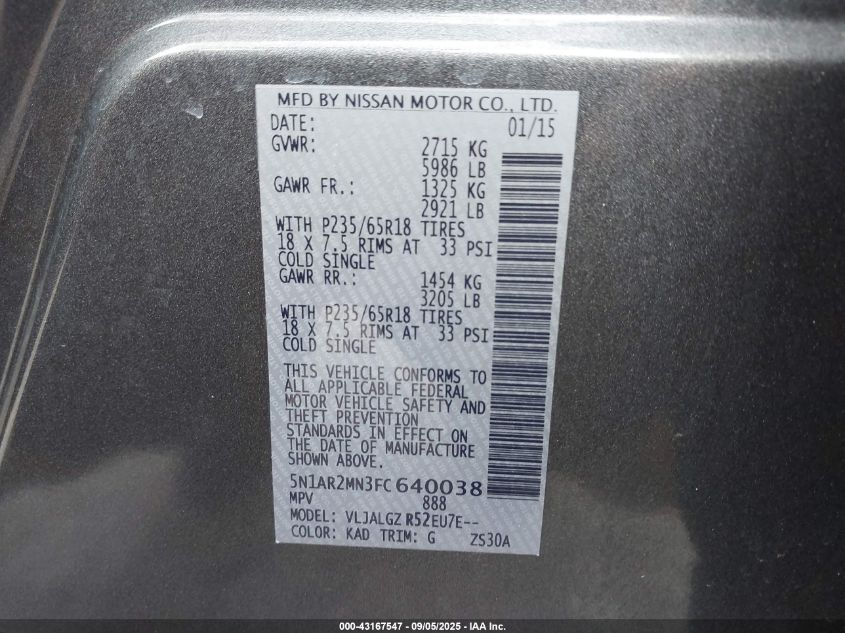 MFD BY NISSAN MOTOR CO., LTD.
DATE: 01/15
GVWR: 2715 KG
5986 LB
GAWR FR.: 1325 KG
2921 LB
WITH P235/65R18 TIRES
18 X 7.5 RIMS AT 33 PSI
COLD SINGLE
GAWR RR.: 1454 KG
3205 LB
WITH P235/65R18 TIRES
18 X 7.5 RIMS AT 33 PSI
COLD SINGLE
THIS VEHICLE CONFORMS TO
ALL APPLICABLE FEDERAL
MOTOR VEHICLE SAFETY AND
THEFT PREVENTION
STANDARDS IN EFFECT ON
THE DATE OF MANUFACTURE
SHOWN ABOVE.
5N1AR2MN3FC640038
MPV 888
MODEL: VLJALGZ R52EU7E--
COLOR: KAD TRIM: G ZS30A
000-43167547 - 09/05/2025 - IAA Inc.